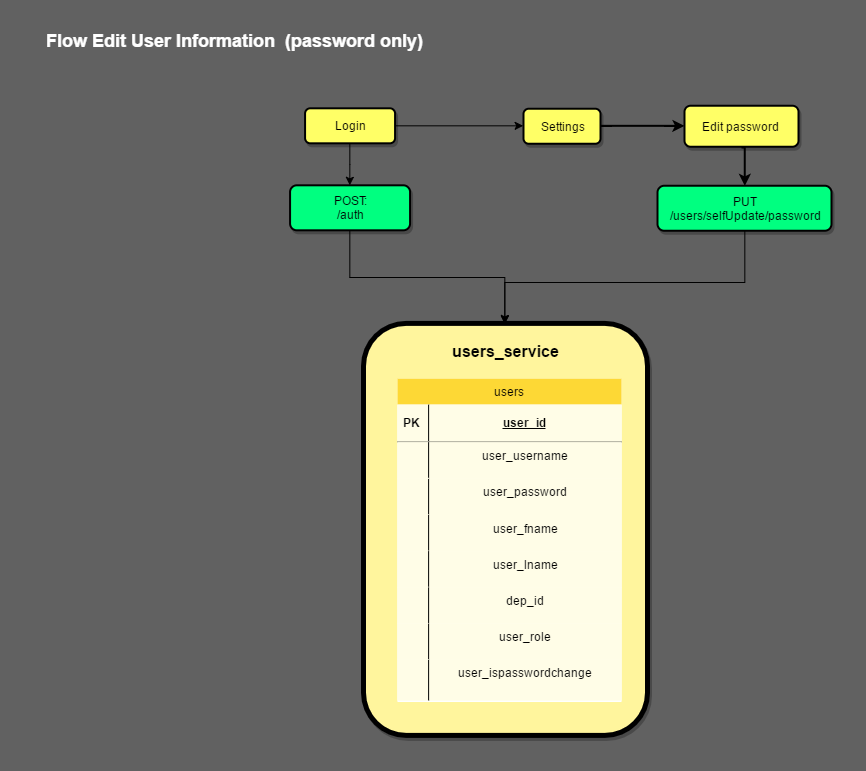 Flow Edit User Information (password only)
Login
Settings
Edit password
POST:
/auth
PUT
/users/selfUpdate/password
users_service
users
PK user_id
user_username
user_password
user_fname
user_lname
dep_id
user_role
user_ispasswordchange